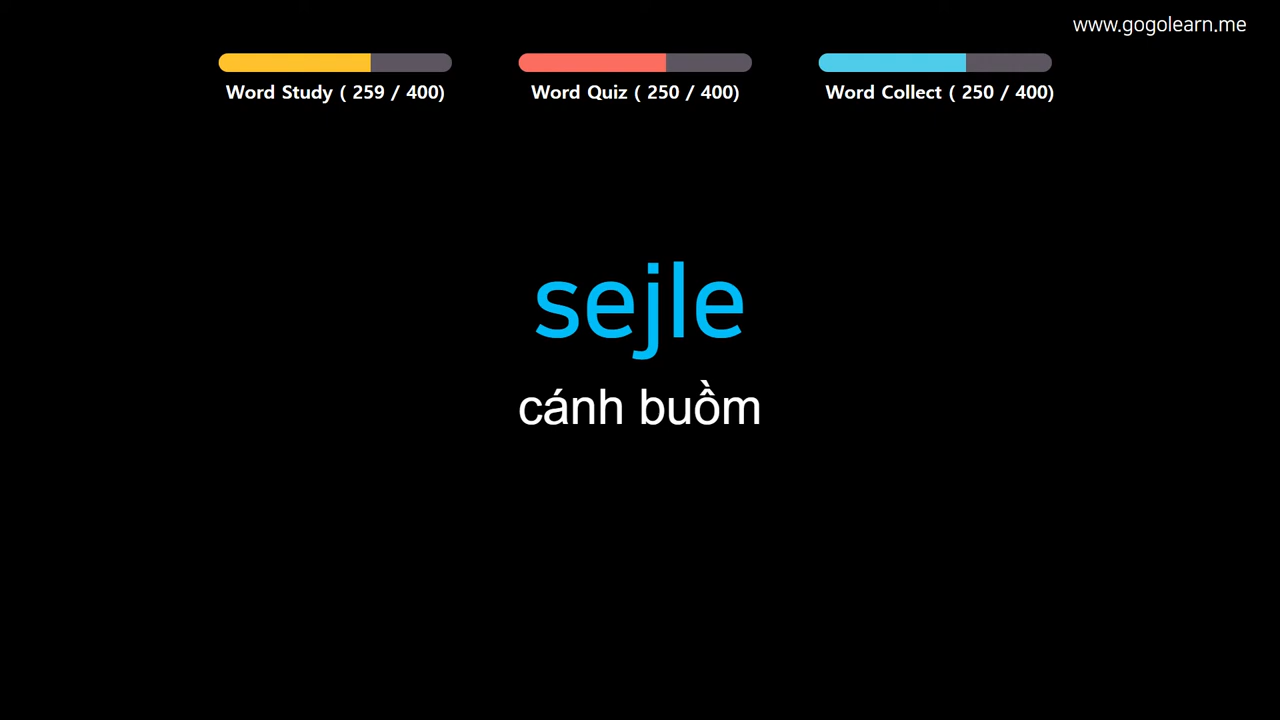 www.gogolearn.me
Word Study ( 259 / 400)
Word Quiz ( 250 / 400)
Word Collect ( 250 / 400)
sejle
cánh buồm